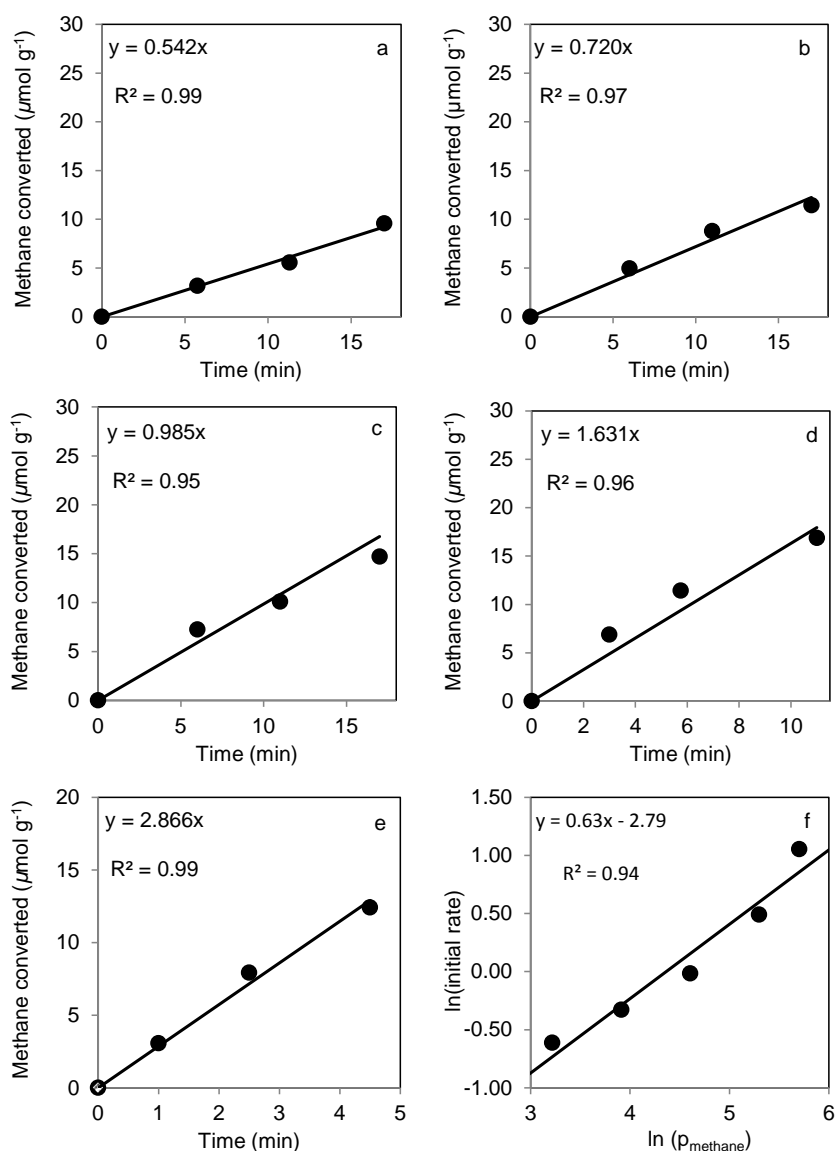 y = 0.542x
a
R² = 0.99
Methane converted (µmol g⁻¹)
30
25
20
15
10
5
0
0 5 10 15
Time (min)
y = 0.720x
b
R² = 0.97
Methane converted (µmol g⁻¹)
30
25
20
15
10
5
0
0 5 10 15
Time (min)
y = 0.985x
c
R² = 0.95
Methane converted (µmol g⁻¹)
30
25
20
15
10
5
0
0 5 10 15
Time (min)
y = 1.631x
d
R² = 0.96
Methane converted (µmol g⁻¹)
30
25
20
15
10
5
0
0 2 4 6 8 10
Time (min)
y = 2.866x
e
R² = 0.99
Methane converted (µmol g⁻¹)
20
15
10
5
0
0 1 2 3 4 5
Time (min)
y = 0.63x - 2.79
f
R² = 0.94
ln(initial rate)
1.50
1.00
0.50
0.00
-0.50
-1.00
3 4 5 6
ln (pmethane)